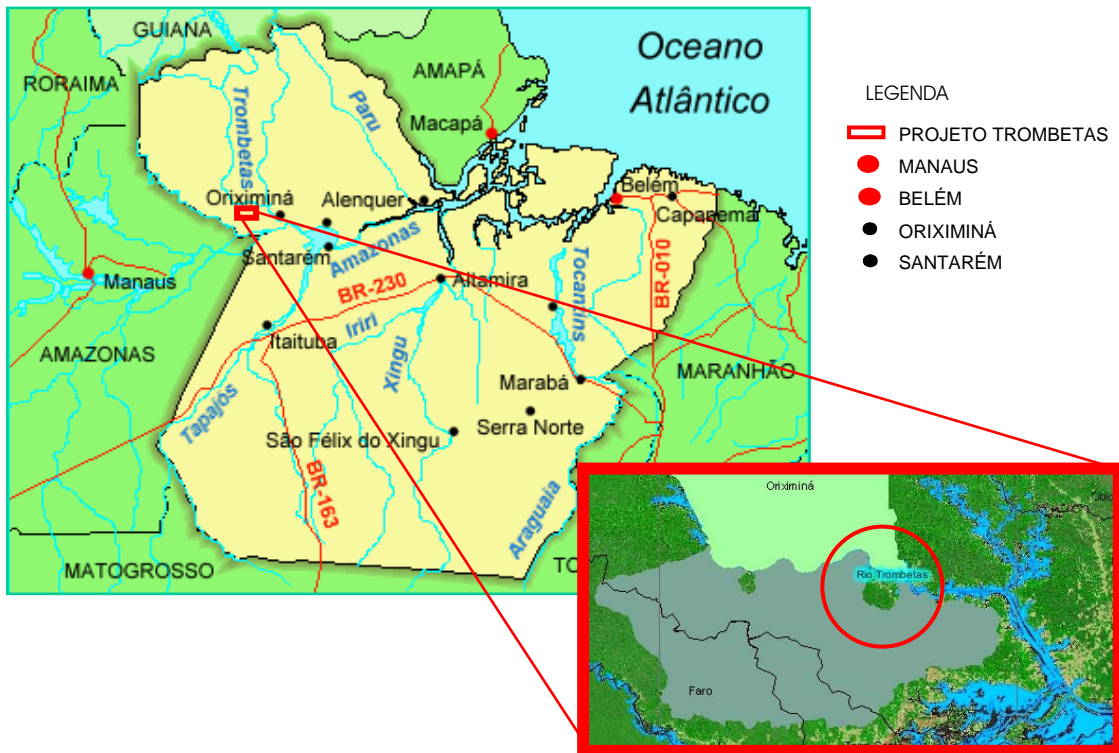 GUIANA
RORAIMA
AMAPÁ
Oceano
Atlântico
Trombetas
Paru
Macapá
Oriximiná
Alenquer
Belém
Capanema
Santarém
Amazonas
Manaus
BR-230
Altamira
Tocantins
BR-010
Itaituba
Iriri
Xingu
AMAZONAS
MARANHÃO
Marabá
Tapajós
São Félix do Xingu
Serra Norte
BR-163
Araguaia
MATOGROSSO
TO
LEGENDA
PROJETO TROMBETAS
MANAUS
BELÉM
ORIXIMINÁ
SANTARÉM
Oriximiná
Óbid
Rio Trombetas
Faro